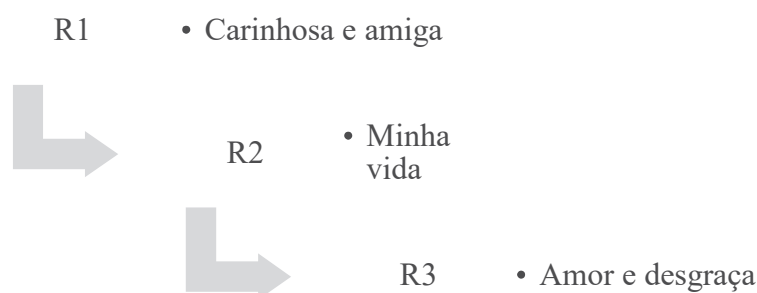 R1 • Carinhosa e amiga
R2 • Minha
vida
R3 • Amor e desgraça